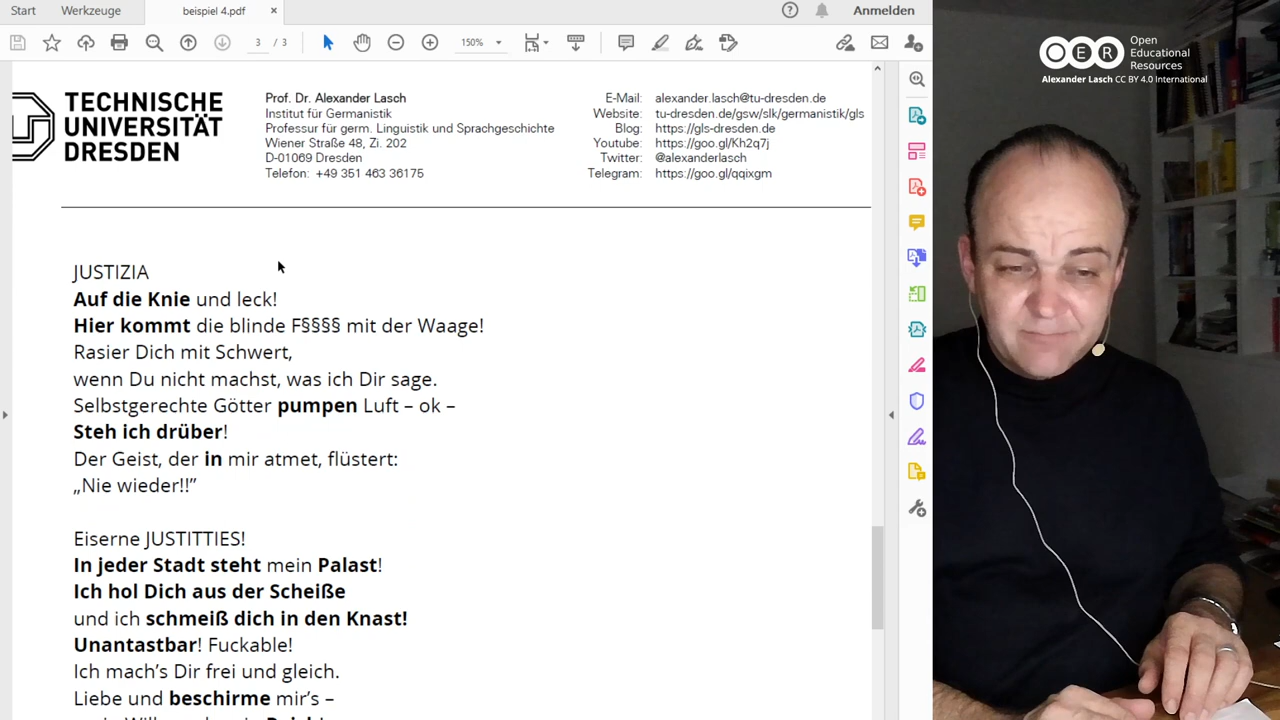 Start Werkzeuge beispiel 4.pdf × Anmelden
3 / 3 150%
OER Open
Educational
Resources
Alexander Lasch CC BY 4.0 International
TECHNISCHE
UNIVERSITÄT
DRESDEN
Prof. Dr. Alexander Lasch
Institut für Germanistik
Professur für germ. Linguistik und Sprachgeschichte
Wiener Straße 48, Zi. 202
D-01069 Dresden
Telefon: +49 351 463 36175
E-Mail: alexander.lasch@tu-dresden.de
Website: tu-dresden.de/gsw/slk/germanistik/gls
Blog: https://gls-dresden.de
Youtube: https://goo.gl/Kh2q7j
Twitter: @alexanderlasch
Telegram: https://goo.gl/qqixgm
JUSTIZIA
Auf die Knie und leck!
Hier kommt die blinde F§§§§ mit der Waage!
Rasier Dich mit Schwert,
wenn Du nicht machst, was ich Dir sage.
Selbstgerechte Götter pumpen Luft – ok –
Steh ich drüber!
Der Geist, der in mir atmet, flüstert:
„Nie wieder!!”
Eiserne JUSTITTIES!
In jeder Stadt steht mein Palast!
Ich hol Dich aus der Scheiße
und ich schmeiß dich in den Knast!
Unantastbar! Fuckable!
Ich mach’s Dir frei und gleich.
Liebe und beschirme mir’s –